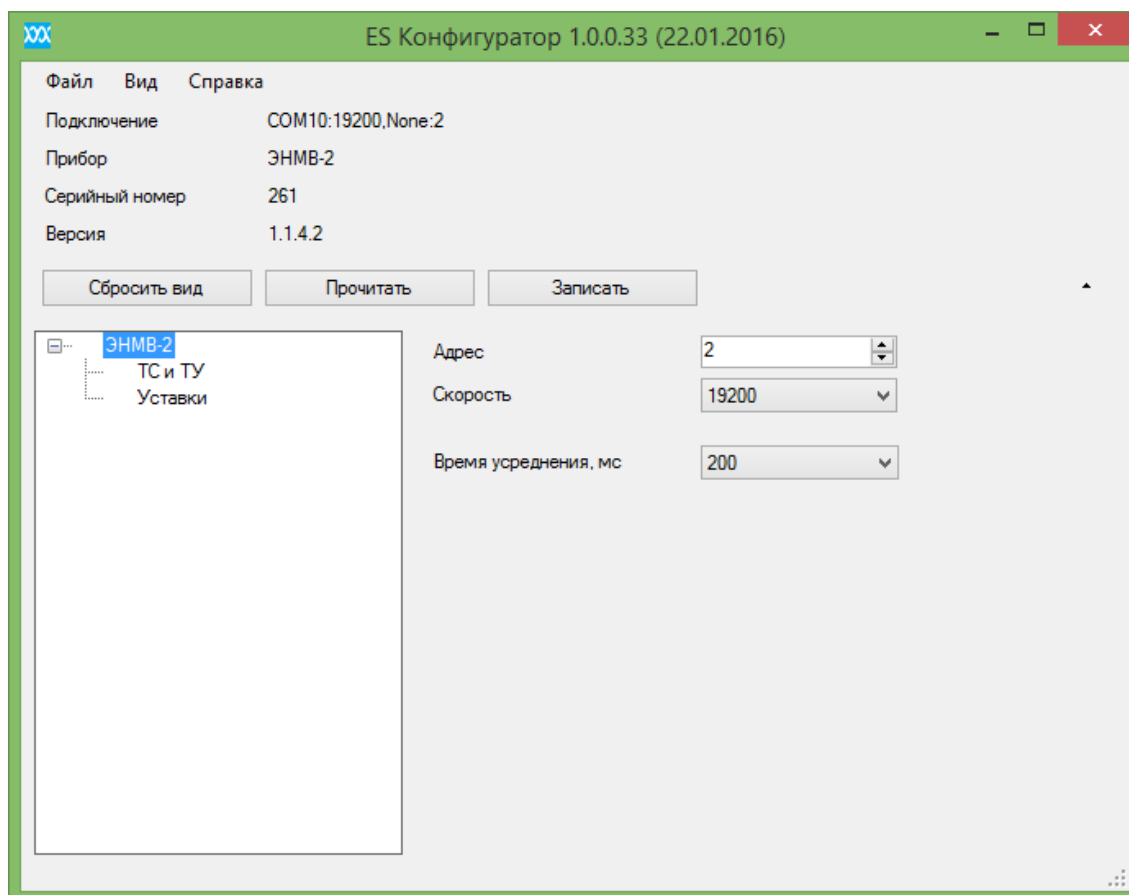 ES Конфигуратор 1.0.0.33 (22.01.2016)
Файл Вид Справка
Подключение COM10:19200,None:2
Прибор ЭНМВ-2
Серийный номер 261
Версия 1.1.4.2
Сбросить вид Прочитать Записать
ЭНМВ-2
ТС и ТУ
Уставки
Адрес 2
Скорость 19200
Время усреднения, мс 200